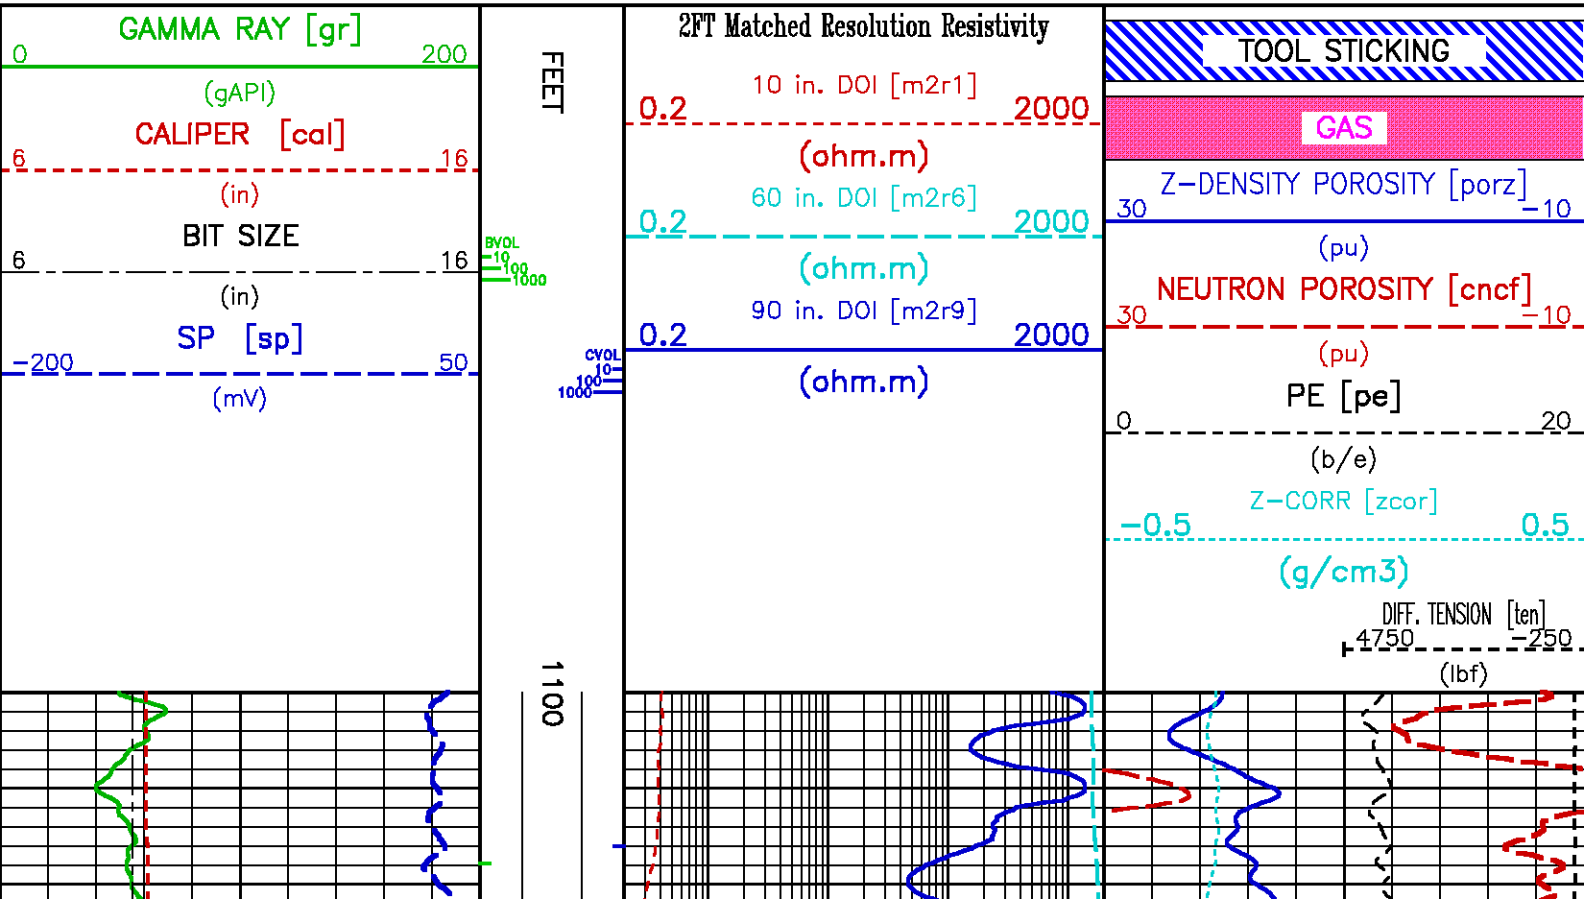 GAMMA RAY [gr]
0 200
(gAPI)
CALIPER [cal]
6 16
(in)
BIT SIZE
6 16
(in)
SP [sp]
-200 50
(mV)
FEET
BVOL
10
100
1000
CVOL
10
100
1000
1100
2FT Matched Resolution Resistivity
10 in. DOI [m2r1]
0.2 2000
(ohm.m)
60 in. DOI [m2r6]
0.2 2000
(ohm.m)
90 in. DOI [m2r9]
0.2 2000
(ohm.m)
TOOL STICKING
GAS
Z-DENSITY POROSITY [porz]
30 -10
(pu)
NEUTRON POROSITY [cncf]
30 -10
(pu)
PE [pe]
0 20
(b/e)
Z-CORR [zcor]
-0.5 0.5
(g/cm3)
DIFF. TENSION [ten]
4750 -250
(lbf)